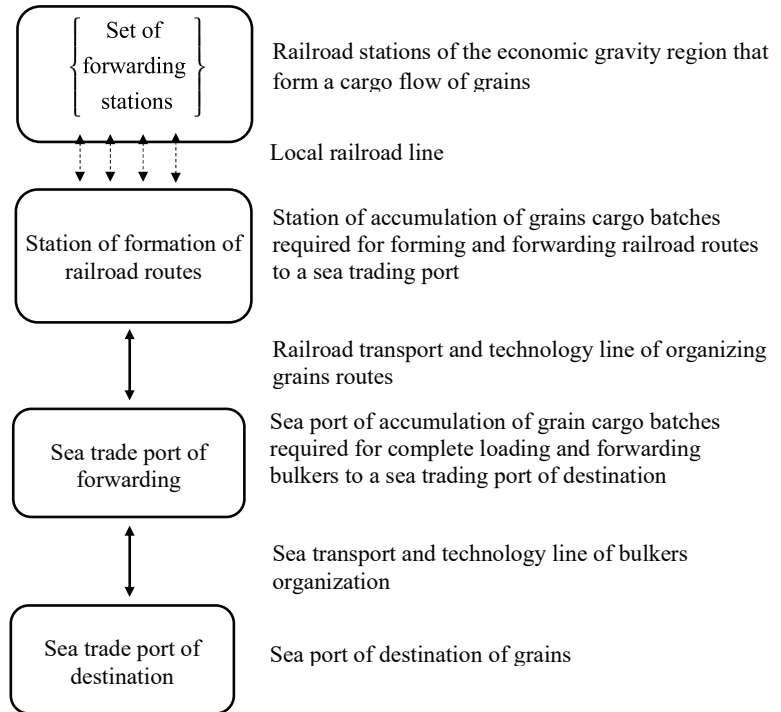 Set of
forwarding
stations
Railroad stations of the economic gravity region that
form a cargo flow of grains
Local railroad line
Station of formation of
railroad routes
Station of accumulation of grains cargo batches
required for forming and forwarding railroad routes
to a sea trading port
Railroad transport and technology line of organizing
grains routes
Sea trade port of
forwarding
Sea port of accumulation of grain cargo batches
required for complete loading and forwarding
bulkers to a sea trading port of destination
Sea transport and technology line of bulkers
organization
Sea trade port of
destination
Sea port of destination of grains